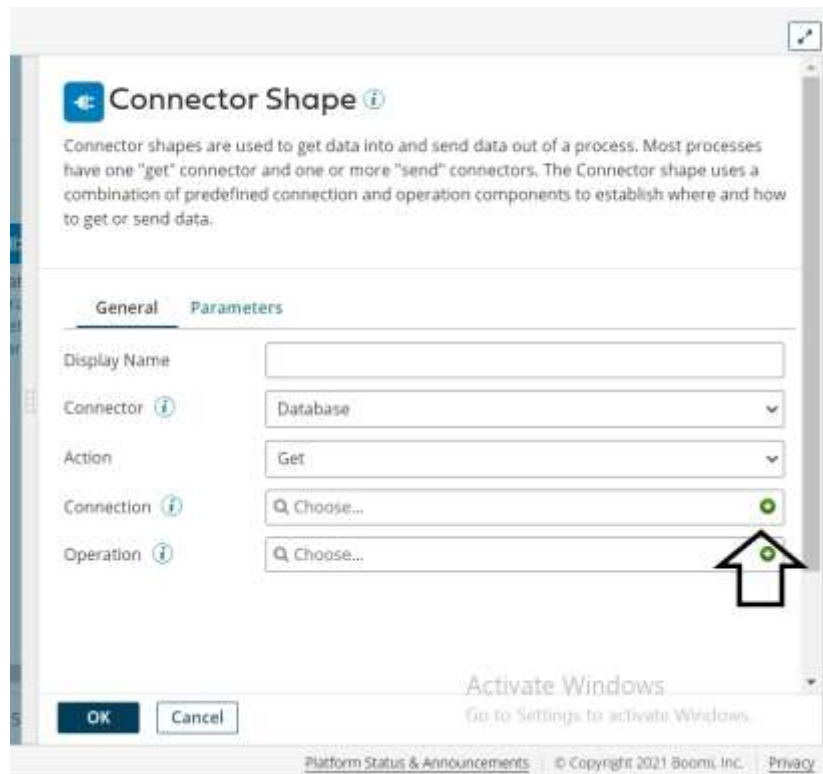 Connector Shape
Connector shapes are used to get data into and send data out of a process. Most processes
have one "get" connector and one or more "send" connectors. The Connector shape uses a
combination of predefined connection and operation components to establish where and how
to get or send data.
General Parameters
Display Name
Connector Database
Action Get
Connection Choose...
Operation Choose...
Activate Windows
Go to Settings to activate Windows.
OK Cancel
Platform Status & Announcements © Copyright 2021 Boomi, Inc. Privacy